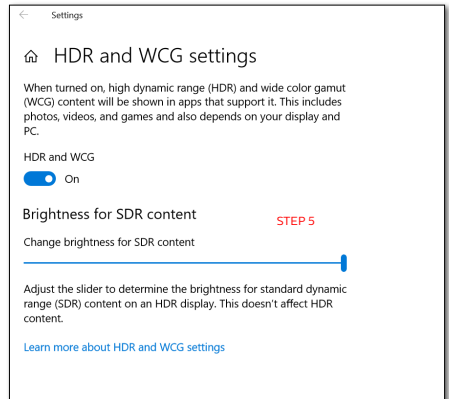 Settings
HDR and WCG settings
When turned on, high dynamic range (HDR) and wide color gamut
(WCG) content will be shown in apps that support it. This includes
photos, videos, and games and also depends on your display and
PC.
HDR and WCG
On
Brightness for SDR content
STEP 5
Change brightness for SDR content
Adjust the slider to determine the brightness for standard dynamic
range (SDR) content on an HDR display. This doesn't affect HDR
content.
Learn more about HDR and WCG settings